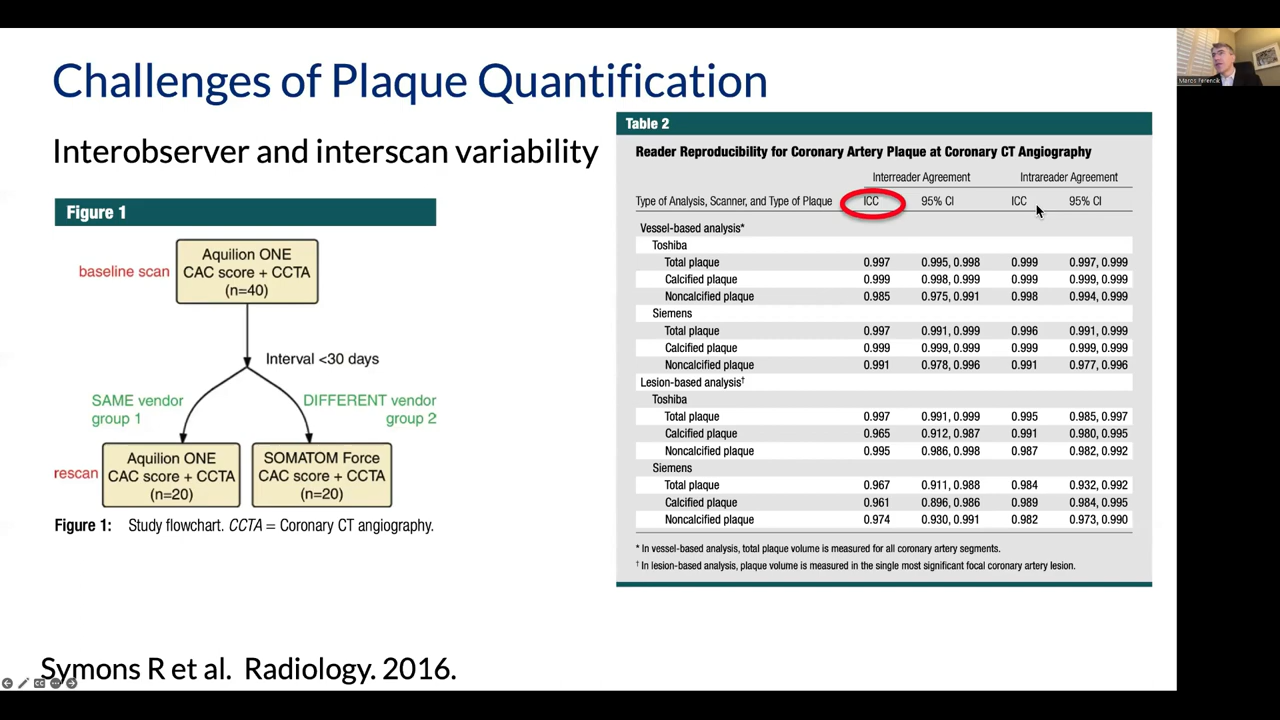 Challenges of Plaque Quantification
Interobserver and interscan variability
Figure 1
baseline scan
Aquilion ONE
CAC score + CCTA
(n=40)
Interval <30 days
SAME vendor
group 1
DIFFERENT vendor
group 2
rescan
Aquilion ONE
CAC score + CCTA
(n=20)
SOMATOM Force
CAC score + CCTA
(n=20)
Figure 1: Study flowchart. CCTA = Coronary CT angiography.
Table 2
Reader Reproducibility for Coronary Artery Plaque at Coronary CT Angiography
Interreader Agreement Intrareader Agreement
Type of Analysis, Scanner, and Type of Plaque ICC 95% CI ICC 95% CI
Vessel-based analysis*
Toshiba
Total plaque 0.997 0.995, 0.998 0.999 0.997, 0.999
Calcified plaque 0.999 0.998, 0.999 0.999 0.999, 0.999
Noncalcified plaque 0.985 0.975, 0.991 0.998 0.994, 0.999
Siemens
Total plaque 0.997 0.991, 0.999 0.996 0.991, 0.999
Calcified plaque 0.999 0.999, 0.999 0.999 0.999, 0.999
Noncalcified plaque 0.991 0.978, 0.996 0.991 0.977, 0.996
Lesion-based analysis†
Toshiba
Total plaque 0.997 0.991, 0.999 0.995 0.985, 0.997
Calcified plaque 0.965 0.912, 0.987 0.991 0.980, 0.995
Noncalcified plaque 0.995 0.986, 0.998 0.987 0.982, 0.992
Siemens
Total plaque 0.967 0.911, 0.988 0.984 0.932, 0.992
Calcified plaque 0.961 0.896, 0.986 0.989 0.984, 0.995
Noncalcified plaque 0.974 0.930, 0.991 0.982 0.973, 0.990
* In vessel-based analysis, total plaque volume is measured for all coronary artery segments.
† In lesion-based analysis, plaque volume is measured in the single most significant focal coronary artery lesion.
Symons R et al. Radiology. 2016.
Maros Ferencik